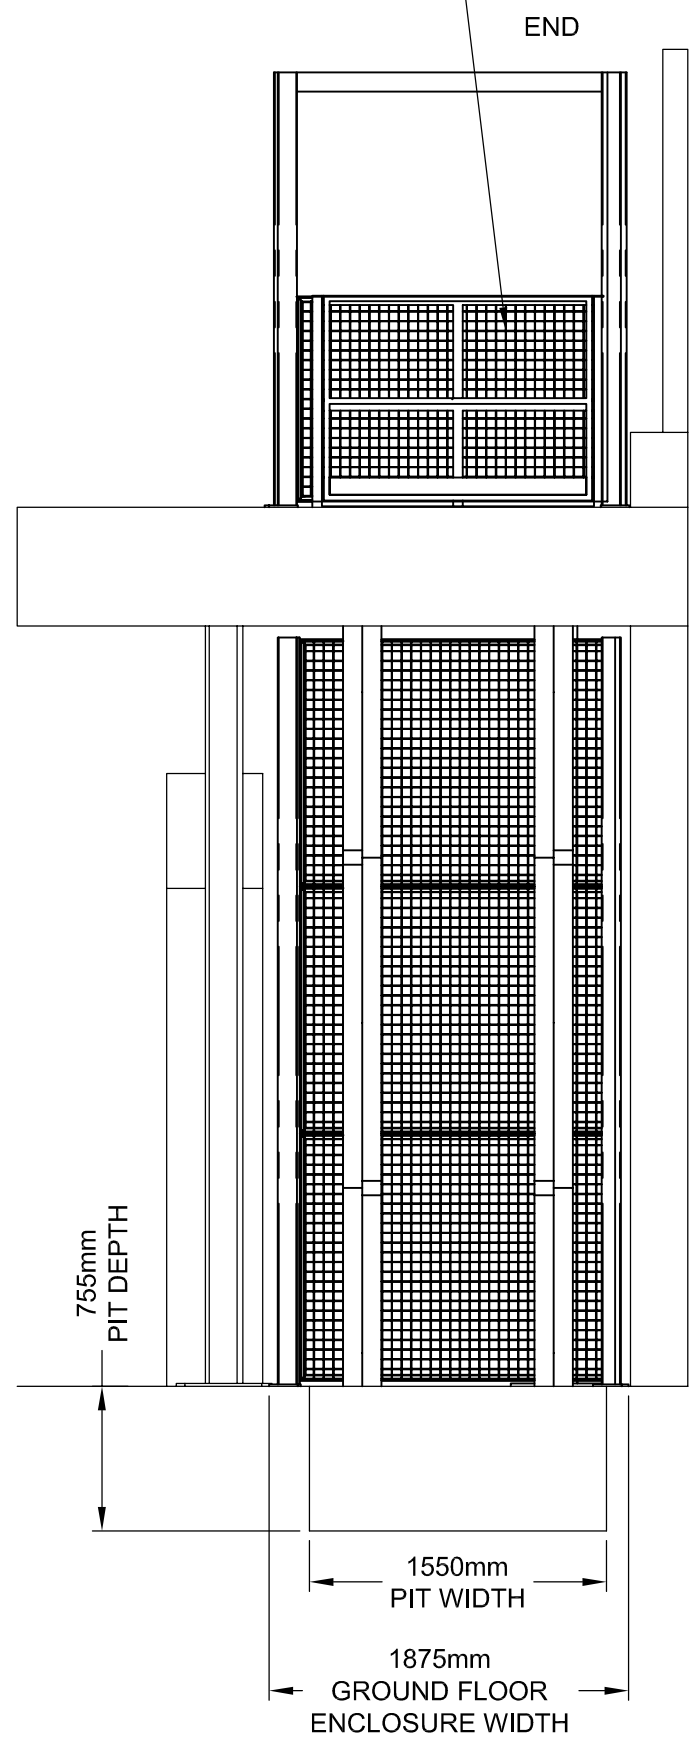 END
755mm
PIT DEPTH
1550mm
PIT WIDTH
1875mm
GROUND FLOOR
ENCLOSURE WIDTH